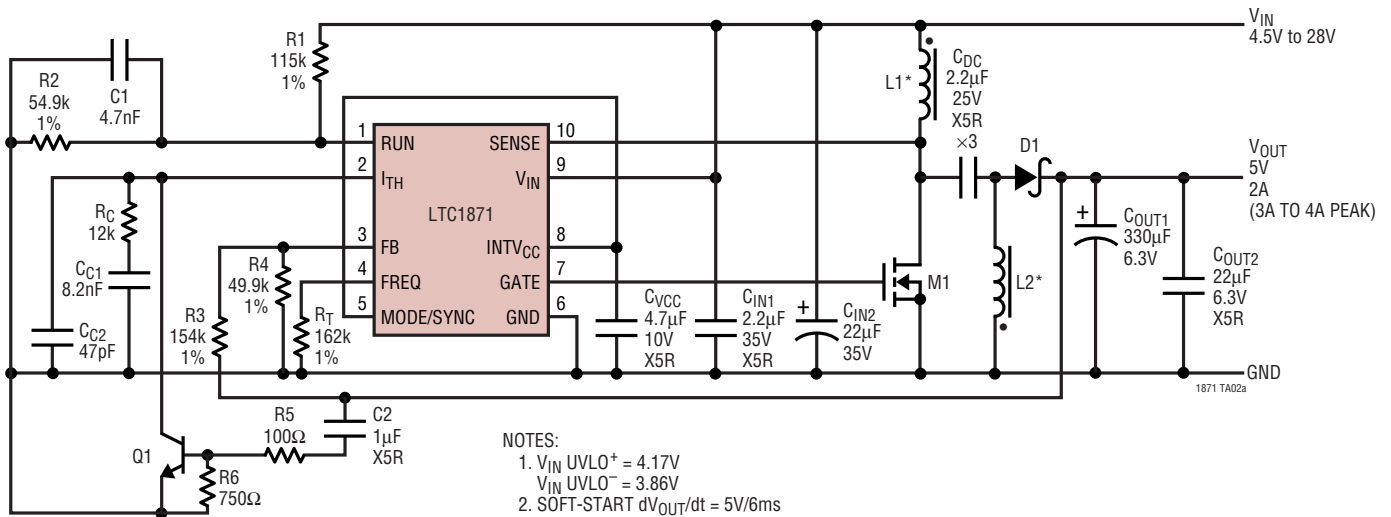 VIN
4.5V to 28V
R1
115k
1%
R2
54.9k
1%
C1
4.7nF
L1*
CDC
2.2µF
25V
X5R
×3
D1
VOUT
5V
2A
(3A TO 4A PEAK)
1
RUN
SENSE
10
2
ITH
VIN
9
LTC1871
3
FB
INTVCC
8
4
FREQ
GATE
7
5
MODE/SYNC
GND
6
RC
12k
CC1
8.2nF
CC2
47pF
R3
154k
1%
R4
49.9k
1%
RT
162k
1%
CVCC
4.7µF
10V
X5R
CIN1
2.2µF
35V
X5R
+
CIN2
22µF
35V
M1
L2*
+
COUT1
330µF
6.3V
COUT2
22µF
6.3V
X5R
GND
1871 TA02a
Q1
R5
100Ω
C2
1µF
X5R
R6
750Ω
NOTES:
1. VIN UVLO+ = 4.17V
VIN UVLO– = 3.86V
2. SOFT-START dVOUT/dt = 5V/6ms